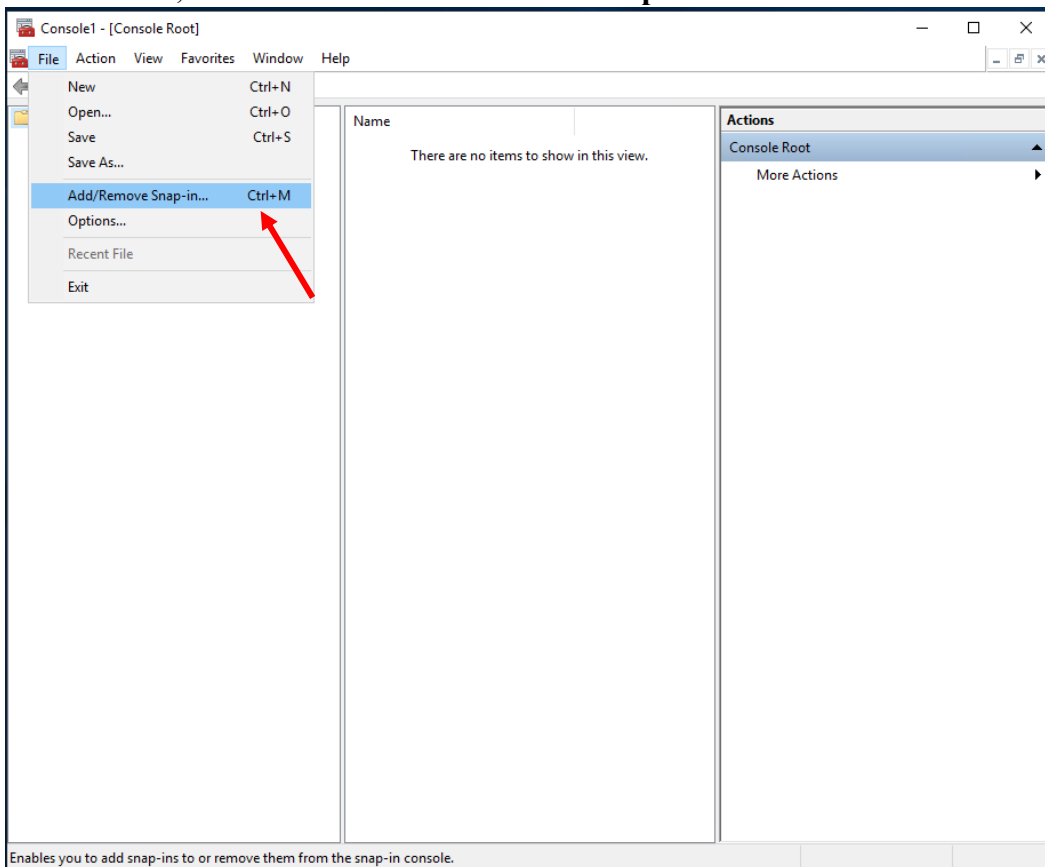 Console1 - [Console Root]
File Action View Favorites Window Help
New Ctrl+N
Open... Ctrl+O
Save Ctrl+S
Save As...
Add/Remove Snap-in... Ctrl+M
Options...
Recent File
Exit
Name
There are no items to show in this view.
Actions
Console Root
More Actions
Enables you to add snap-ins to or remove them from the snap-in console.